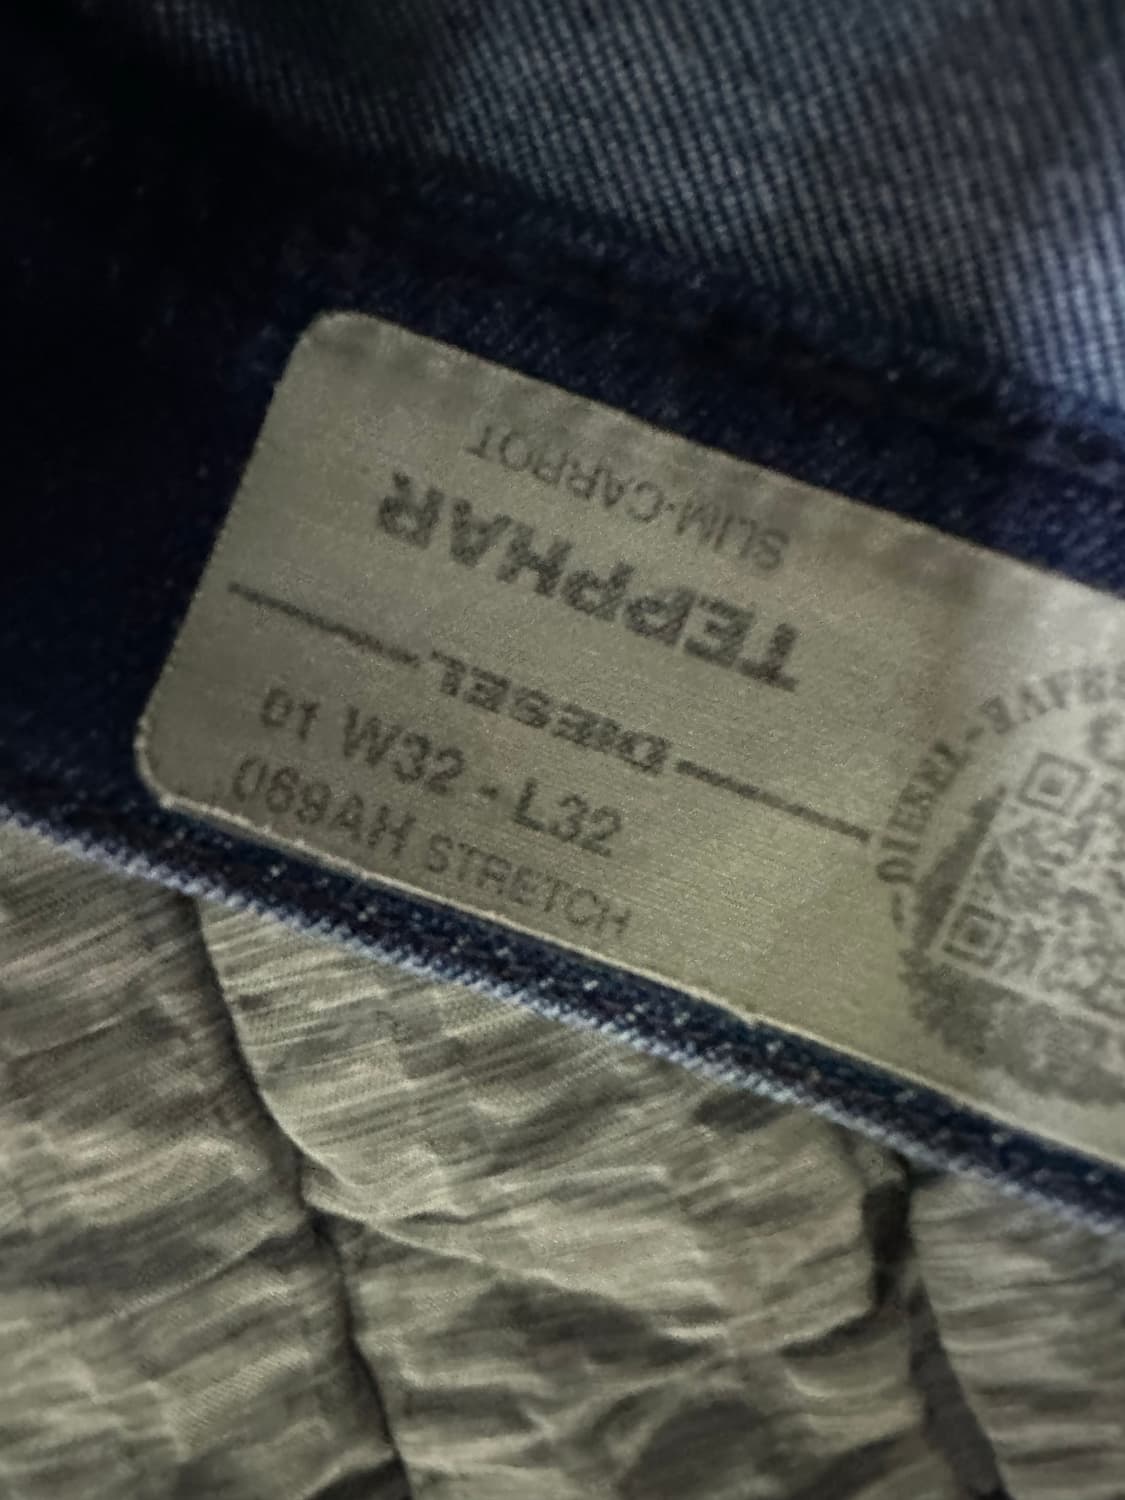 SLIM-CARROT
TEPPHAR
DIESEL
01 W32 - L32
069AH STRETCH